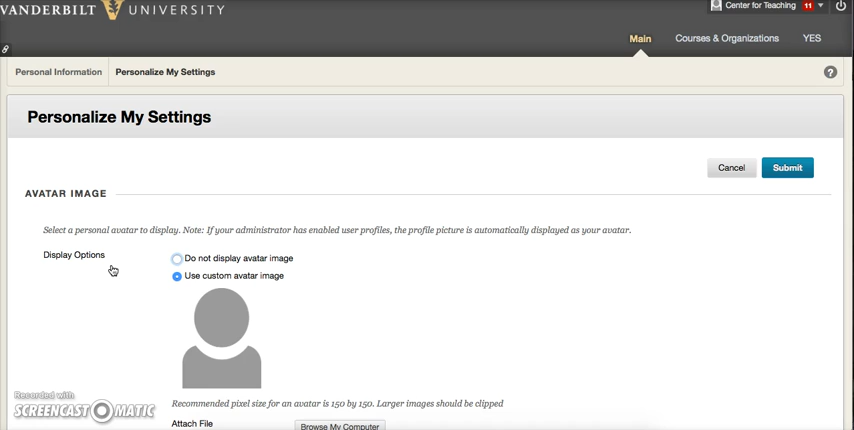 VANDERBILT UNIVERSITY
Center for Teaching 11
Main Courses & Organizations YES
Personal Information Personalize My Settings
?
Personalize My Settings
Cancel Submit
AVATAR IMAGE
Select a personal avatar to display. Note: If your administrator has enabled user profiles, the profile picture is automatically displayed as your avatar.
Display Options
Do not display avatar image
Use custom avatar image
Recommended pixel size for an avatar is 150 by 150. Larger images should be clipped
Attach File Browse My Computer
Recorded with
SCREENCAST-O-MATIC